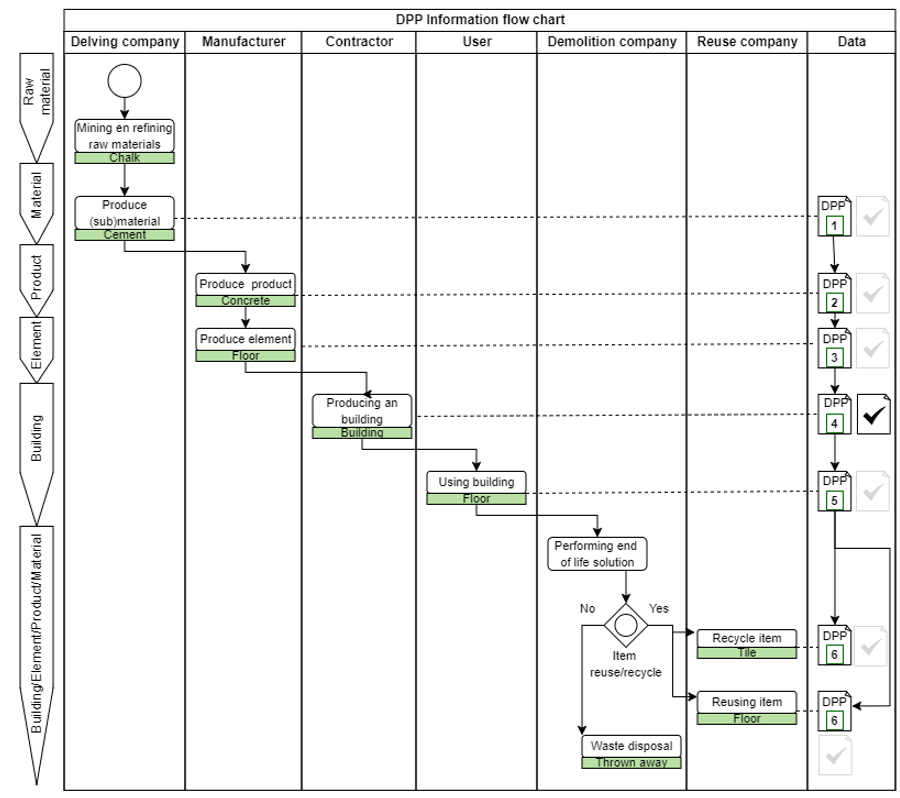 DPP Information flow chart
Delving company
Manufacturer
Contractor
User
Demolition company
Reuse company
Data
Raw
material
Material
Product
Element
Building
Building/Element/Product/Material
Mining en refining
raw materials
Chalk
Produce
(sub)material
Cement
DPP
1
Produce product
Concrete
DPP
2
Produce element
Floor
DPP
3
Producing an
building
Building
DPP
4
Using building
Floor
DPP
5
Performing end
of life solution
No
Yes
Item
reuse/recycle
Recycle item
Tile
DPP
6
Reusing item
Floor
DPP
6
Waste disposal
Thrown away